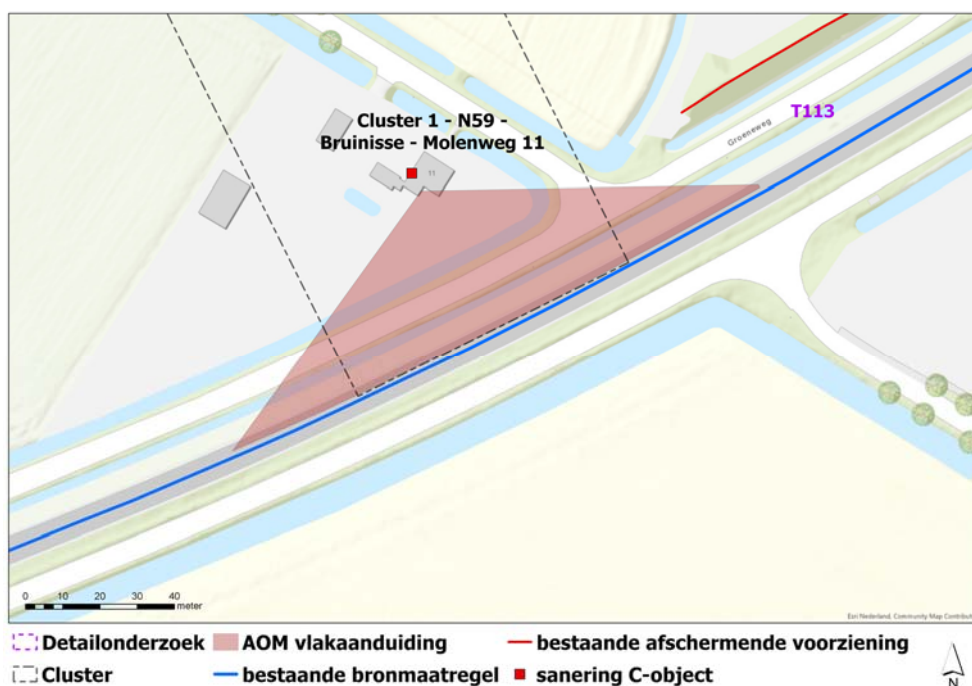 T113
Groeneweg
Cluster 1 - N59 -
Bruinisse - Molenweg 11
11
0 10 20 30 40
meter
Esri Nederland, Community Map Contribut
Detailonderzoek AOM vlakaanduiding bestaande afschermende voorziening
Cluster bestaande bronmaatregel sanering C-object
N